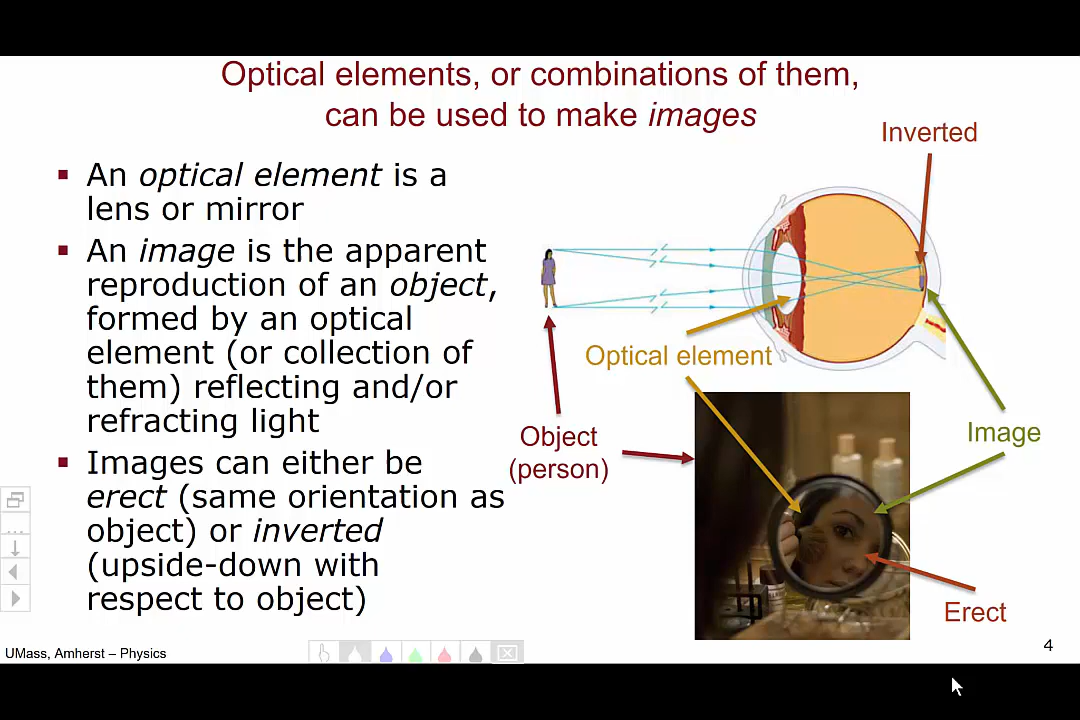 Optical elements, or combinations of them,
can be used to make images
Inverted
▪ An optical element is a
lens or mirror
▪ An image is the apparent
reproduction of an object,
formed by an optical
element (or collection of
them) reflecting and/or
refracting light
▪ Images can either be
erect (same orientation as
object) or inverted
(upside-down with
respect to object)
Optical element
Object
(person)
Image
Erect
UMass, Amherst – Physics
4